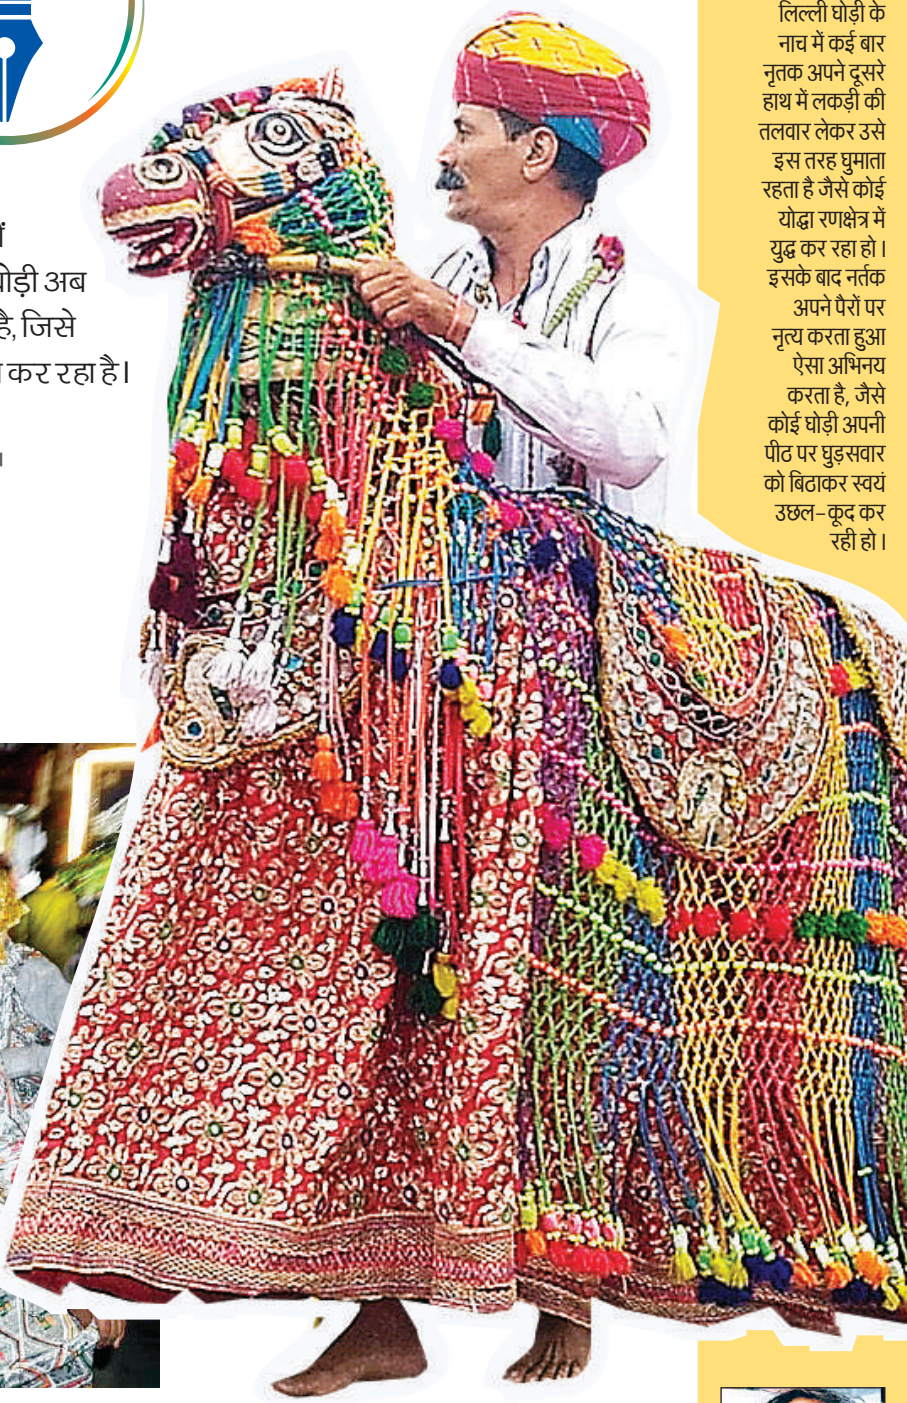 ोड़ी अब
है, जिसे
कर रहा है।
।
लिल्ली घोड़ी के
नाच में कई बार
नृतक अपने दूसरे
हाथ में लकड़ी की
तलवार लेकर उसे
इस तरह घुमाता
रहता है जैसे कोई
योद्धा रणक्षेत्र में
युद्ध कर रहा हो।
इसके बाद नर्तक
अपने पैरों पर
नृत्य करता हुआ
ऐसा अभिनय
करता है, जैसे
कोई घोड़ी अपनी
पीठ पर घुड़सवार
को बिठाकर स्वयं
उछल-कूद कर
रही हो।